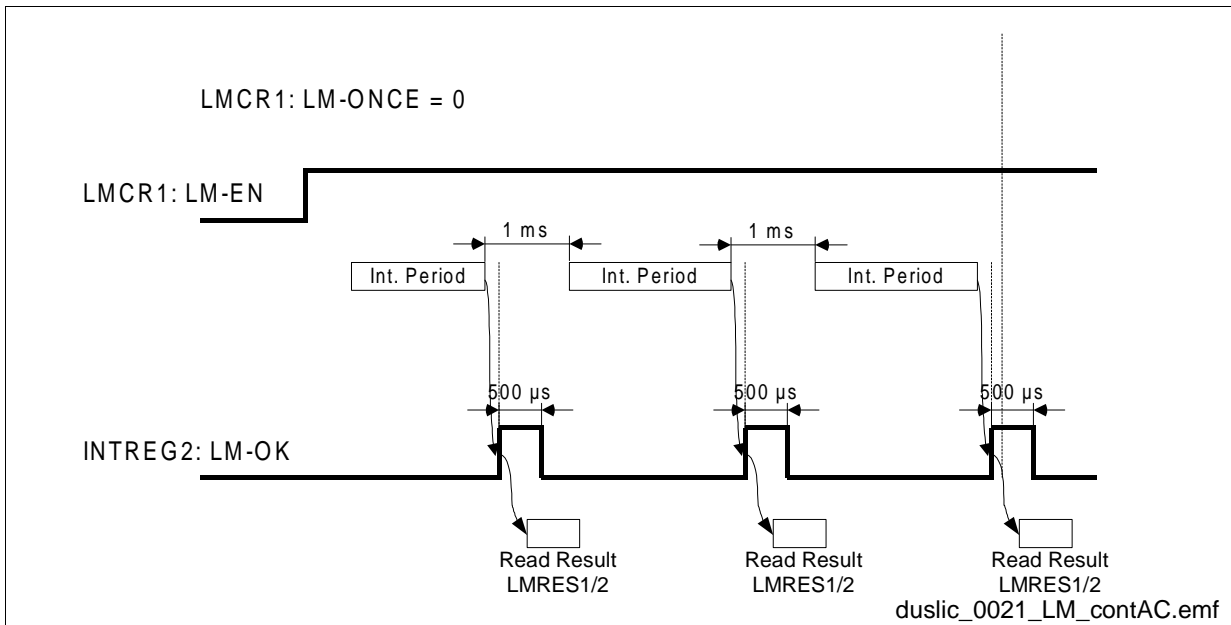 LMCR1: LM-ONCE = 0
LMCR1: LM-EN
1 ms
1 ms
Int. Period
Int. Period
Int. Period
500 µs
500 µs
500 µs
INTREG2: LM-OK
Read Result
LMRES1/2
Read Result
LMRES1/2
Read Result
LMRES1/2
duslic_0021_LM_contAC.emf